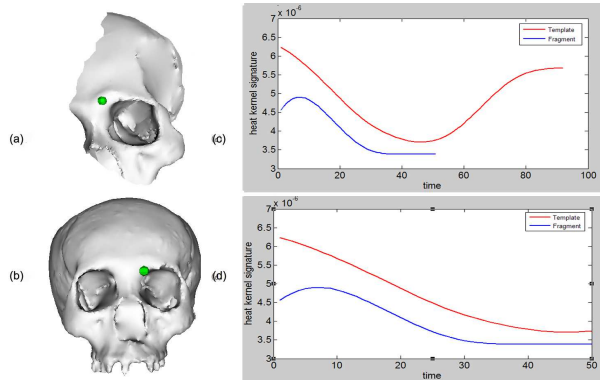 (a)
(c)
7 x 10^-6
6.5
6
5.5
5
4.5
4
3.5
3
heat kernel signature
Template
Fragment
0
20
40
60
80
100
time
(b)
(d)
7 x 10^-6
6.5
6
5.5
5
4.5
4
3.5
3
heat kernel signature
Template
Fragment
0
10
20
30
40
50
time